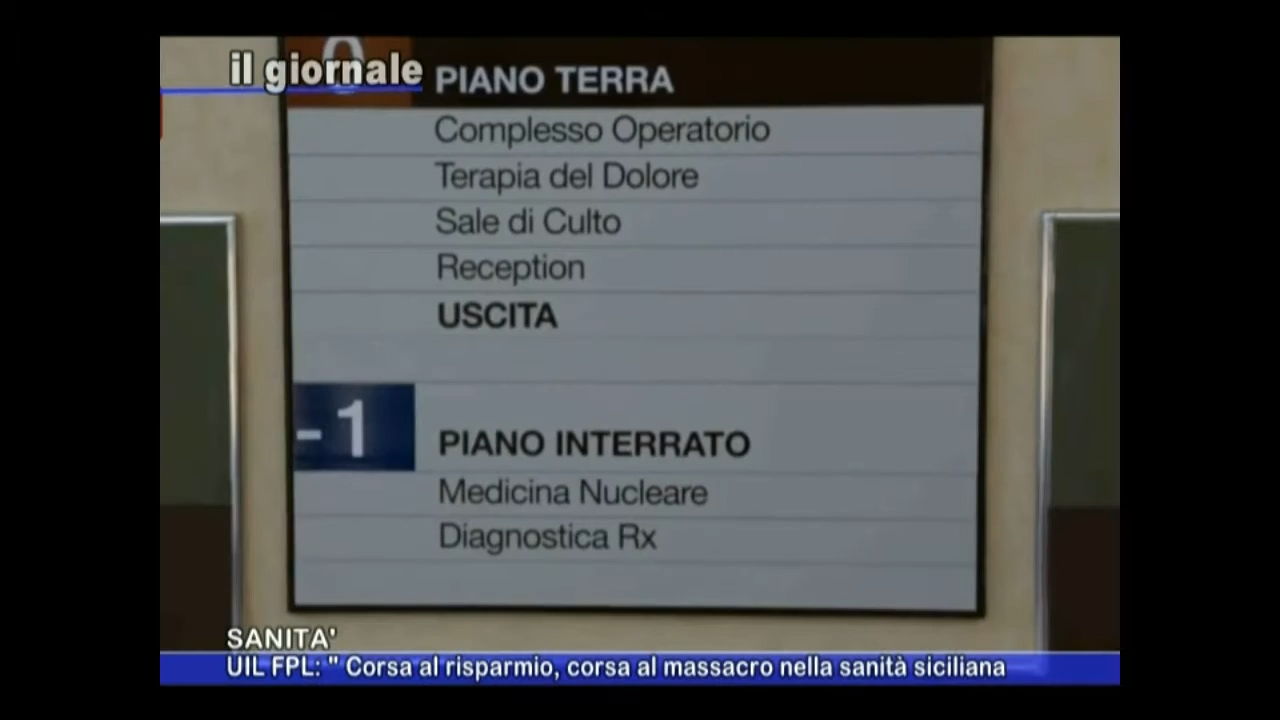 il giornale
0
PIANO TERRA
Complesso Operatorio
Terapia del Dolore
Sale di Culto
Reception
USCITA
- 1
PIANO INTERRATO
Medicina Nucleare
Diagnostica Rx
SANITA'
UIL FPL: " Corsa al risparmio, corsa al massacro nella sanità siciliana